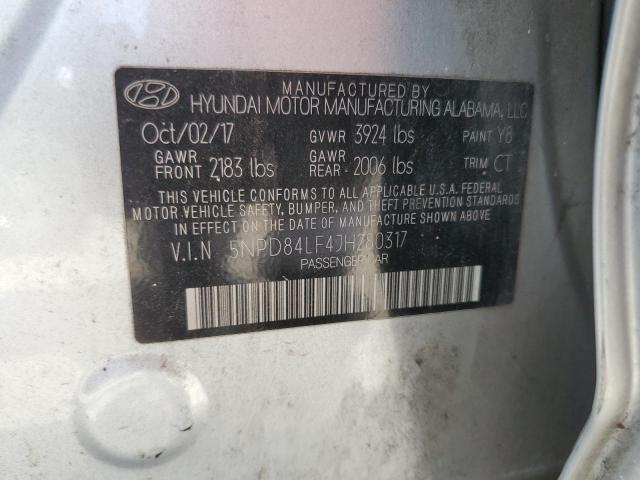 MANUFACTURED BY
HYUNDAI MOTOR MANUFACTURING ALABAMA, LLC
Oct/02/17 GVWR 3924 lbs PAINT Y8
GAWR FRONT 2183 lbs GAWR REAR 2006 lbs TRIM CT
THIS VEHICLE CONFORMS TO ALL APPLICABLE U.S.A. FEDERAL
MOTOR VEHICLE SAFETY, BUMPER, AND THEFT PREVENTION STANDARDS
IN EFFECT ON THE DATE OF MANUFACTURE SHOWN ABOVE.
V.I.N 5NPD84LF4JH280317
PASSENGER CAR